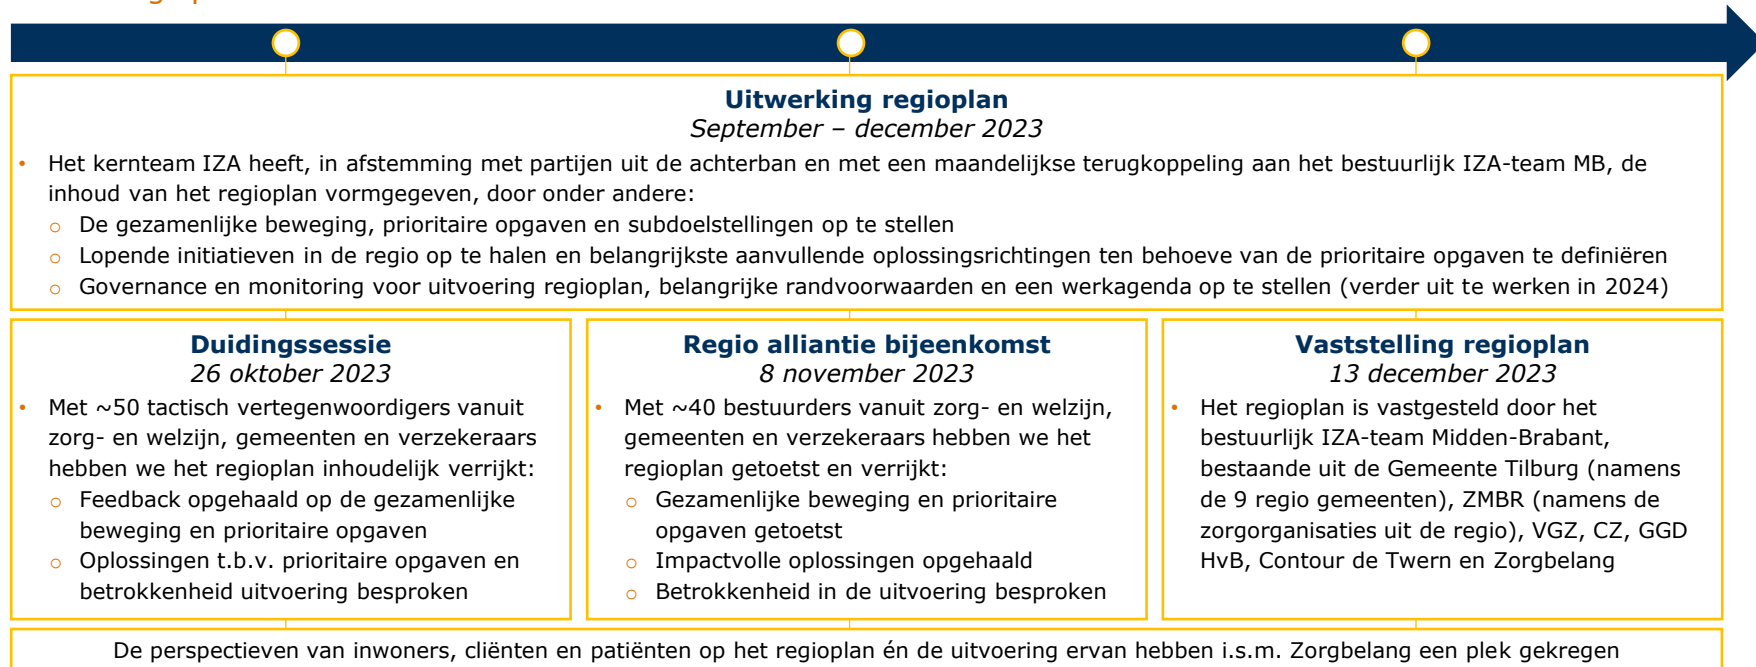 Uitwerking regioplan
September – december 2023
• Het kernteam IZA heeft, in afstemming met partijen uit de achterban en met een maandelijkse terugkoppeling aan het bestuurlijk IZA-team MB, de
inhoud van het regioplan vormgegeven, door onder andere:
o De gezamenlijke beweging, prioritaire opgaven en subdoelstellingen op te stellen
o Lopende initiatieven in de regio op te halen en belangrijkste aanvullende oplossingsrichtingen ten behoeve van de prioritaire opgaven te definiëren
o Governance en monitoring voor uitvoering regioplan, belangrijke randvoorwaarden en een werkagenda op te stellen (verder uit te werken in 2024)
Duidingssessie
26 oktober 2023
• Met ~50 tactisch vertegenwoordigers vanuit
zorg- en welzijn, gemeenten en verzekeraars
hebben we het regioplan inhoudelijk verrijkt:
o Feedback opgehaald op de gezamenlijke
beweging en prioritaire opgaven
o Oplossingen t.b.v. prioritaire opgaven en
betrokkenheid uitvoering besproken
Regio alliantie bijeenkomst
8 november 2023
• Met ~40 bestuurders vanuit zorg- en welzijn,
gemeenten en verzekeraars hebben we het
regioplan getoetst en verrijkt:
o Gezamenlijke beweging en prioritaire
opgaven getoetst
o Impactvolle oplossingen opgehaald
o Betrokkenheid in de uitvoering besproken
Vaststelling regioplan
13 december 2023
• Het regioplan is vastgesteld door het
bestuurlijk IZA-team Midden-Brabant,
bestaande uit de Gemeente Tilburg (namens
de 9 regio gemeenten), ZMBR (namens de
zorgorganisaties uit de regio), VGZ, CZ, GGD
HvB, Contour de Twern en Zorgbelang
De perspectieven van inwoners, cliënten en patiënten op het regioplan én de uitvoering ervan hebben i.s.m. Zorgbelang een plek gekregen